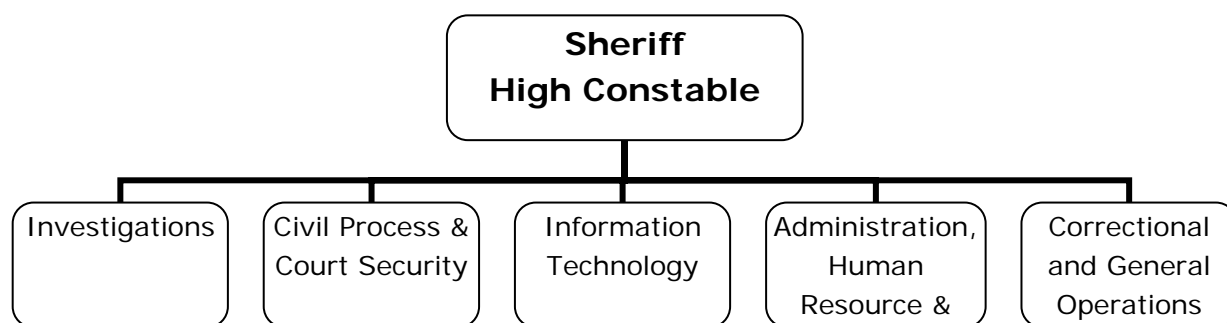 Sheriff
High Constable
Investigations
Civil Process &
Court Security
Information
Technology
Administration,
Human
Resource &
Correctional
and General
Operations